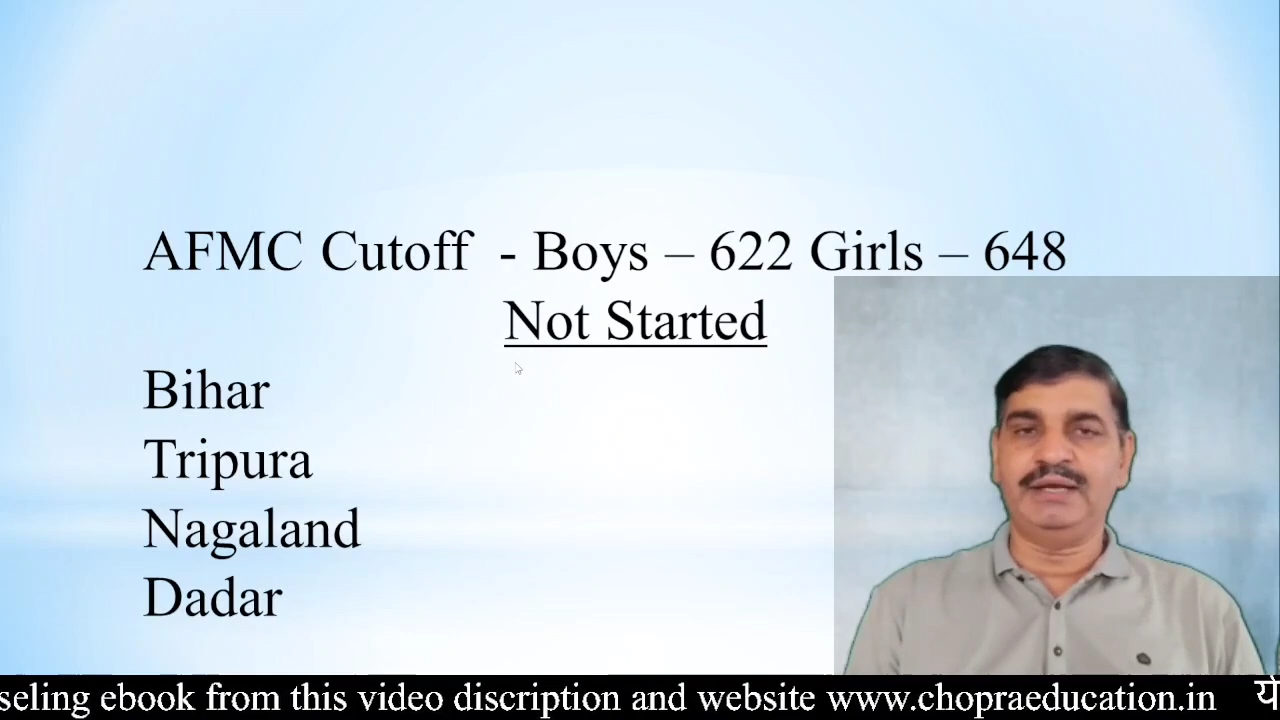 AFMC Cutoff - Boys – 622 Girls – 648
Not Started
Bihar
Tripura
Nagaland
Dadar
seling ebook from this video discription and website www.chopraeducation.in